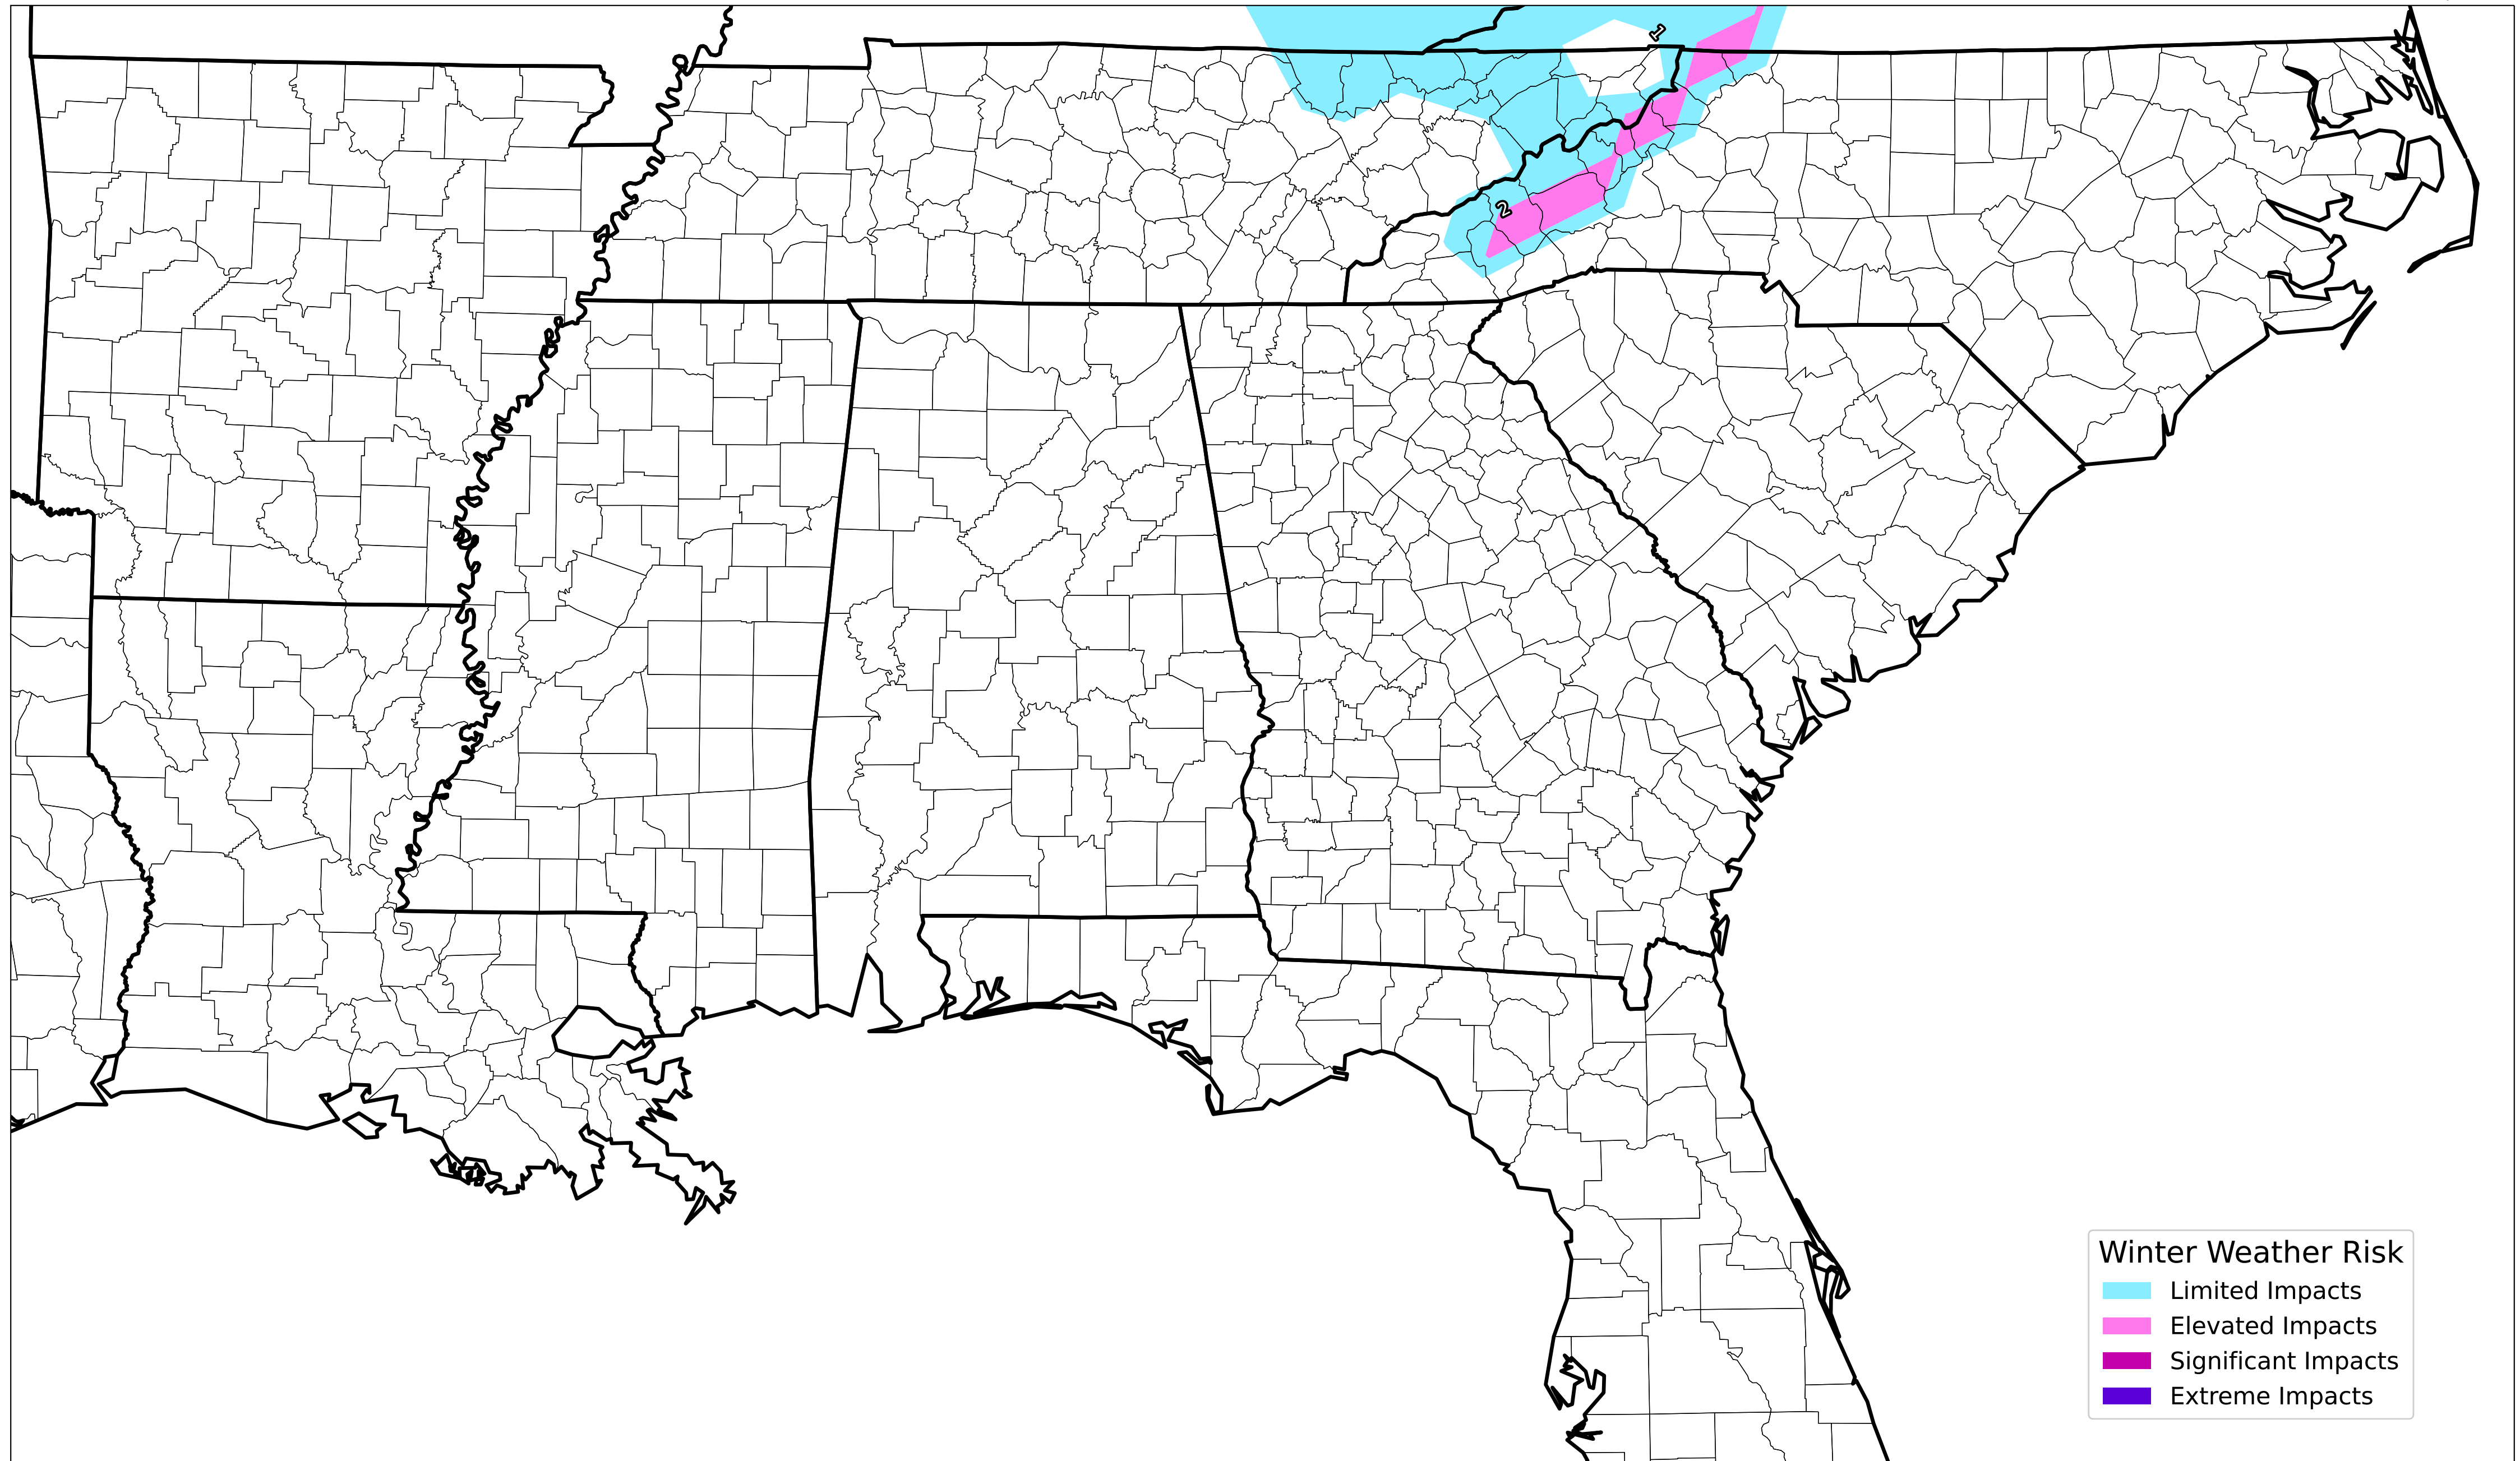 1
2
Winter Weather Risk
Limited Impacts
Elevated Impacts
Significant Impacts
Extreme Impacts